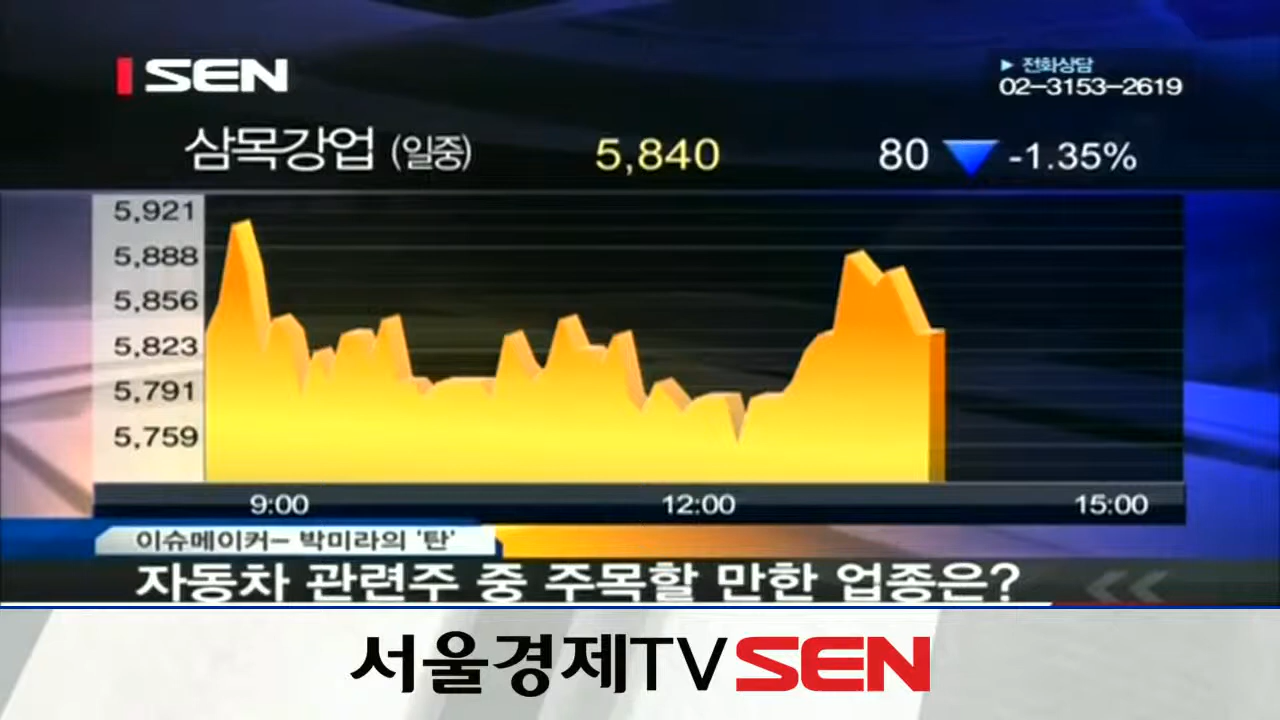 SEN
▶ 전화상담
02-3153-2619
삼목강업 (일중) 5,840 80 ▼ -1.35%
5,921
5,888
5,856
5,823
5,791
5,759
9:00 12:00 15:00
이슈메이커- 박미라의 '탄'
자동차 관련주 중 주목할 만한 업종은?
서울경제TV SEN